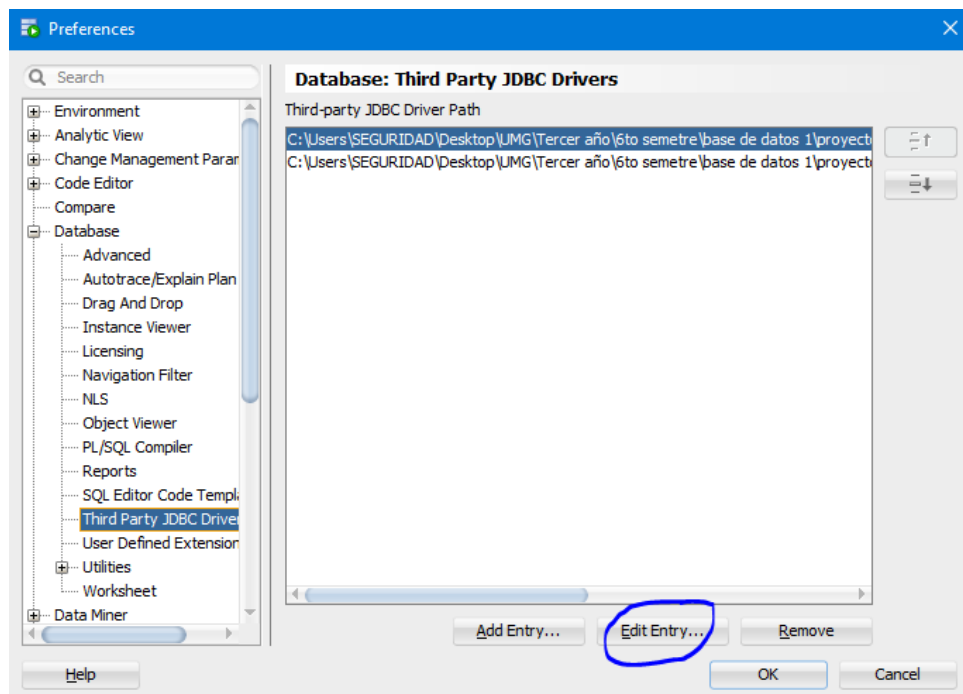 Preferences
Search
Environment
Analytic View
Change Management Param
Code Editor
Compare
Database
Advanced
Autotrace/Explain Plan
Drag And Drop
Instance Viewer
Licensing
Navigation Filter
NLS
Object Viewer
PL/SQL Compiler
Reports
SQL Editor Code Templa
Third Party JDBC Driver
User Defined Extension
Utilities
Worksheet
Data Miner
Database: Third Party JDBC Drivers
Third-party JDBC Driver Path
C:\Users\SEGURIDAD\Desktop\UMG\Tercer año\6to semetre\base de datos 1\proyect
C:\Users\SEGURIDAD\Desktop\UMG\Tercer año\6to semetre\base de datos 1\proyect
Add Entry... Edit Entry... Remove
Help OK Cancel